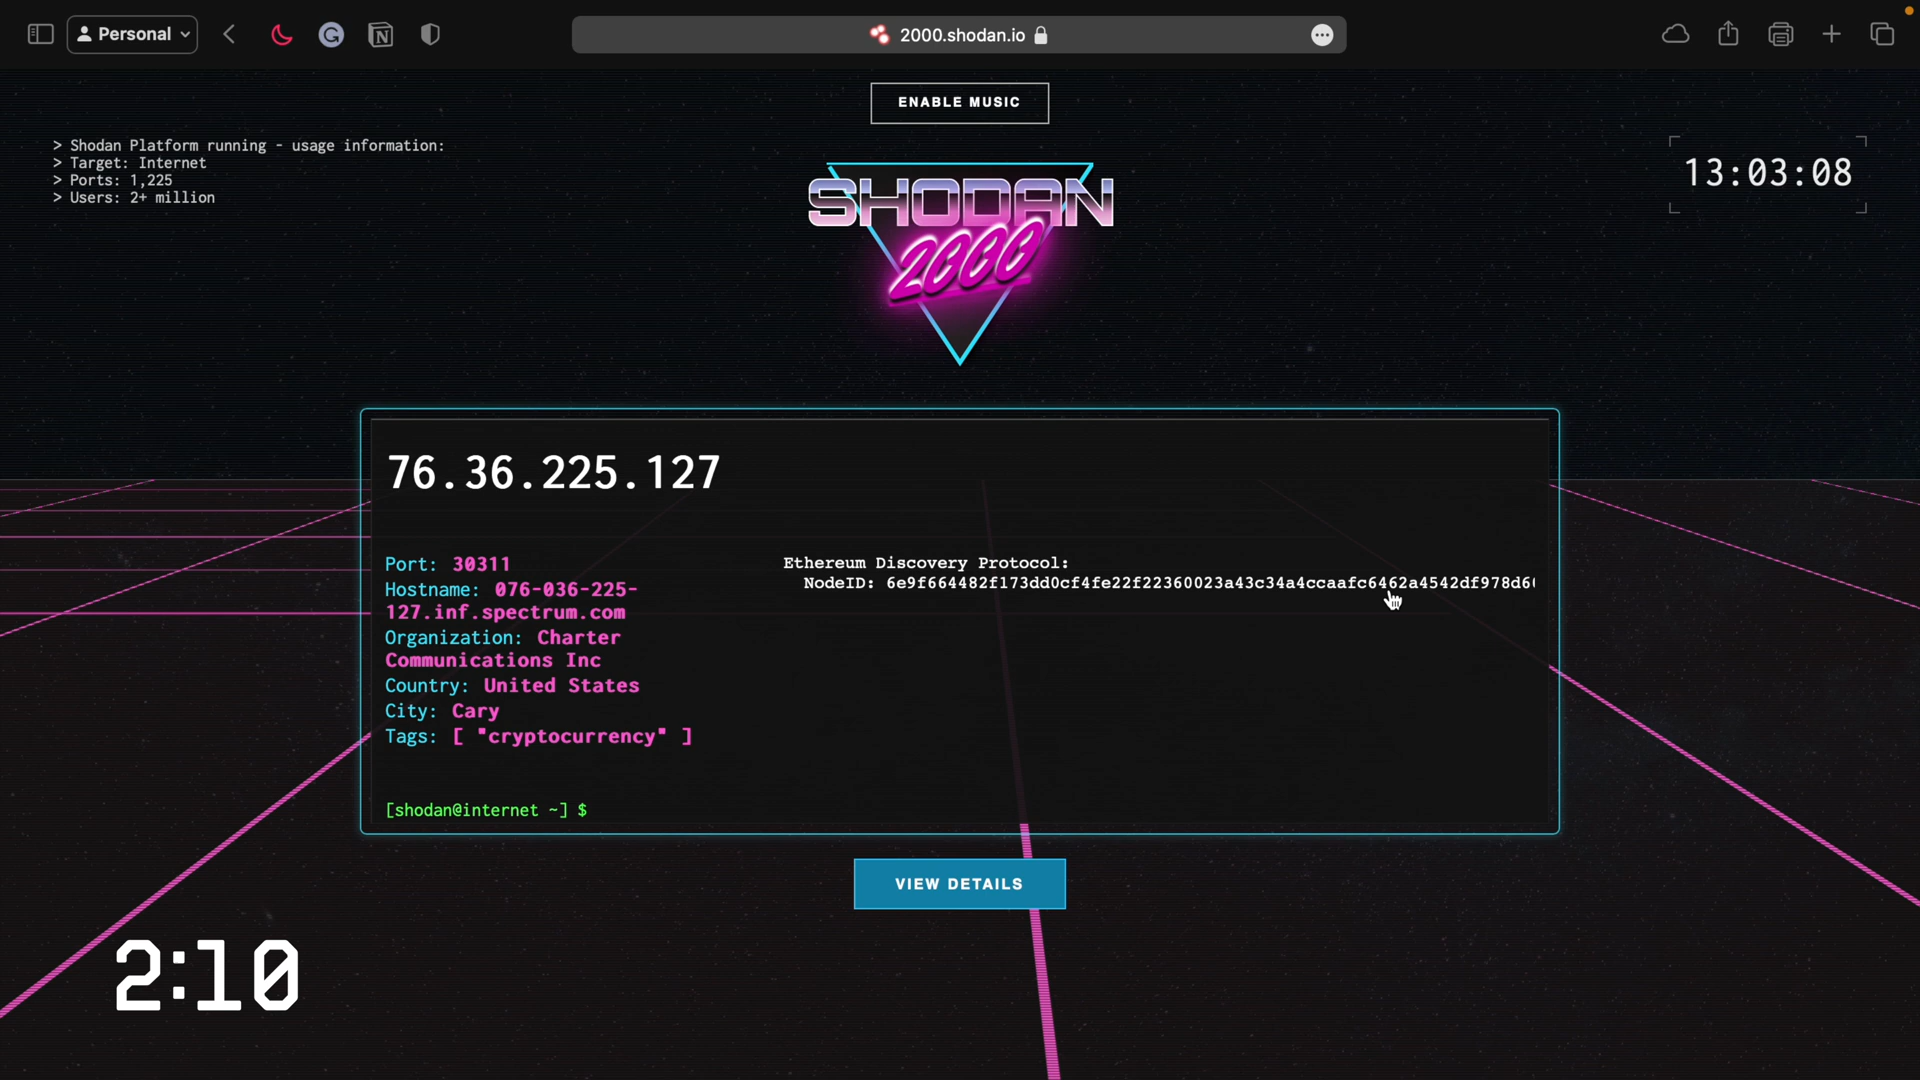 Personal
2000.shodan.io
ENABLE MUSIC
> Shodan Platform running - usage information:
> Target: Internet
> Ports: 1,225
> Users: 2+ million
13:03:08
SHODAN
2000
76.36.225.127
Port: 30311
Hostname: 076-036-225-
127.inf.spectrum.com
Organization: Charter
Communications Inc
Country: United States
City: Cary
Tags: [ "cryptocurrency" ]
Ethereum Discovery Protocol:
NodeID: 6e9f664482f173dd0cf4fe22f22360023a43c34a4ccaafc6462a4542df978d6
[shodan@internet ~] $
VIEW DETAILS
2:10